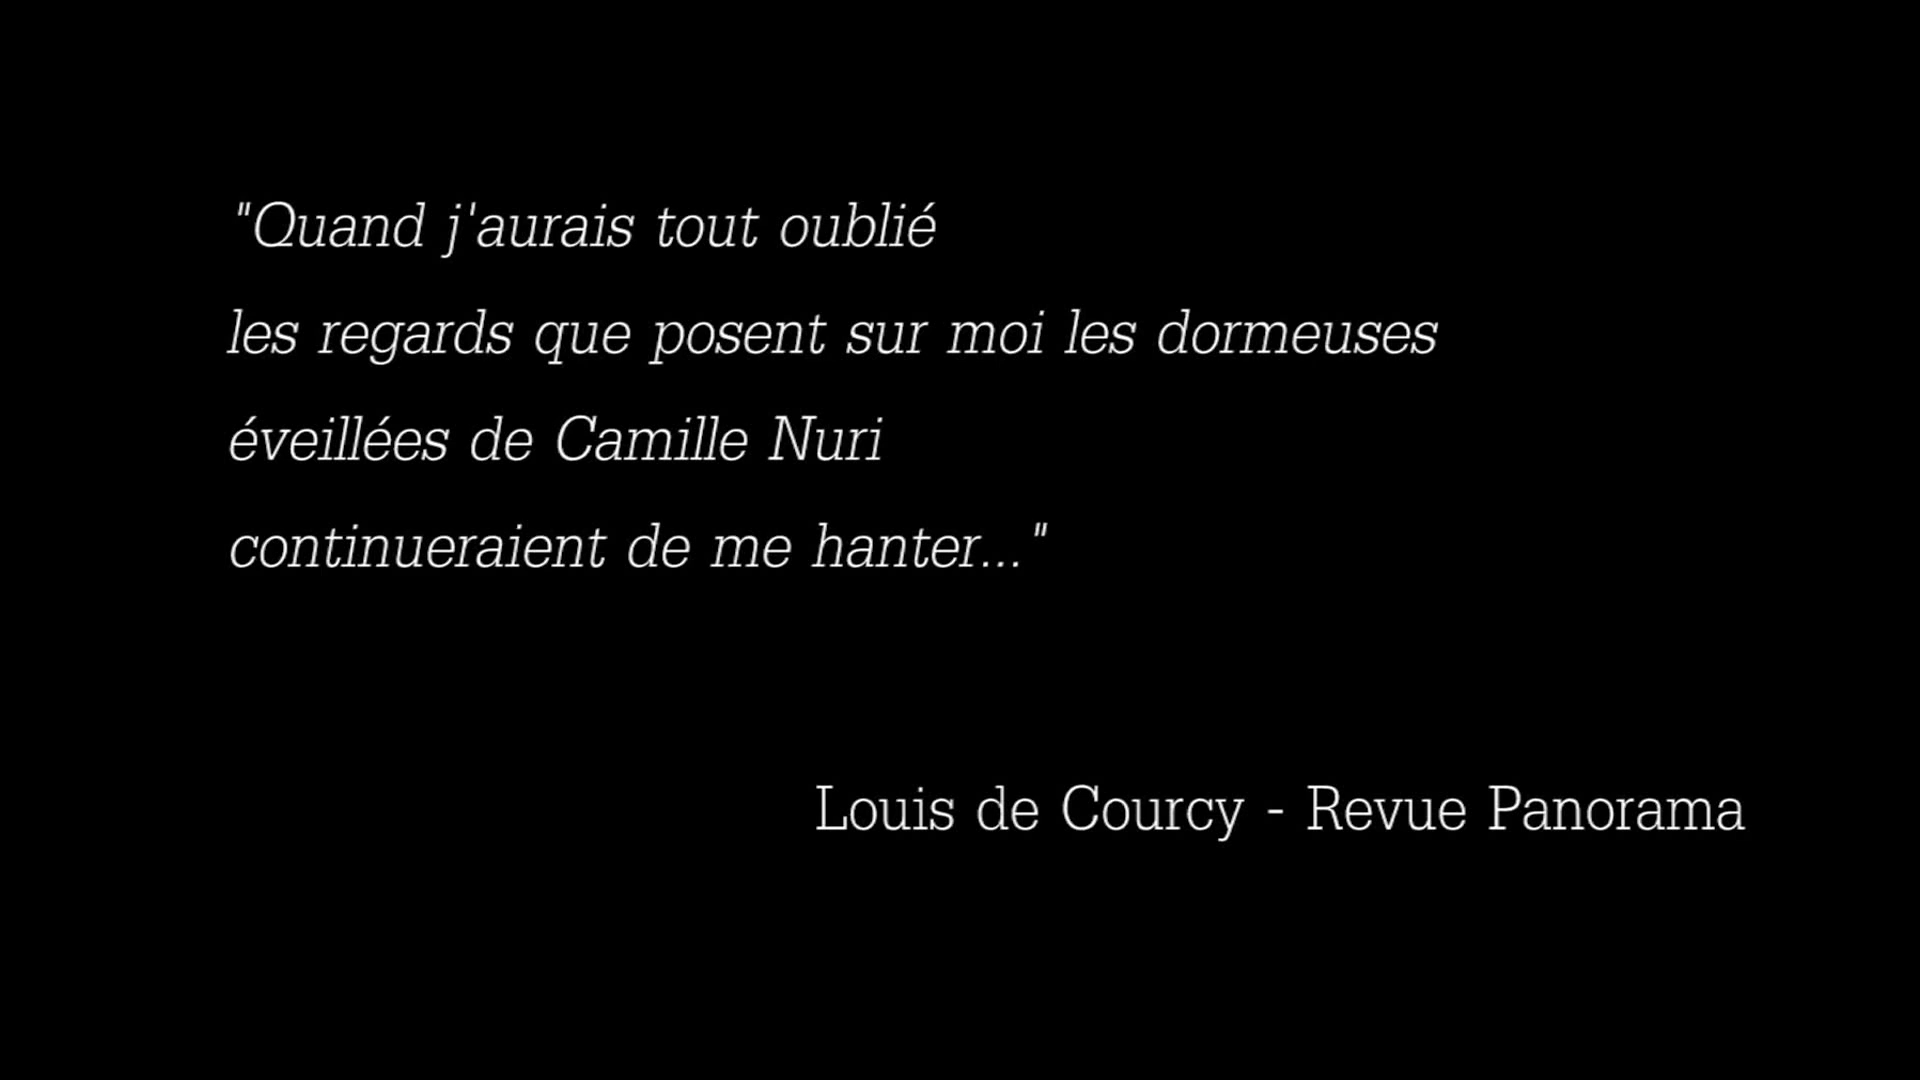 "Quand j'aurais tout oublié
les regards que posent sur moi les dormeuses
éveillées de Camille Nuri
continueraient de me hanter..."
Louis de Courcy - Revue Panorama